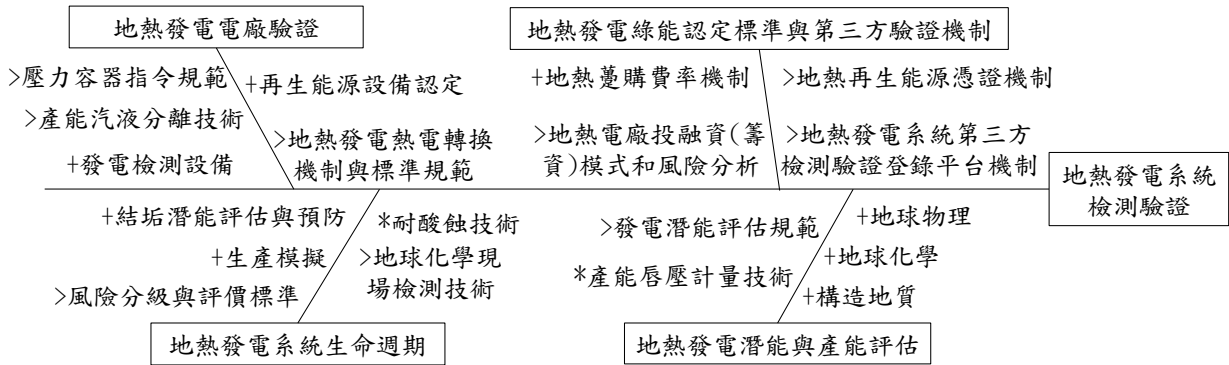 地熱發電電廠驗證
>壓力容器指令規範
+再生能源設備認定
>產能汽液分離技術
>地熱發電熱電轉換
機制與標準規範
+發電檢測設備
地熱發電綠能認定標準與第三方驗證機制
+地熱躉購費率機制
>地熱再生能源憑證機制
>地熱電廠投融資(籌
資)模式和風險分析
>地熱發電系統第三方
檢測驗證登錄平台機制
地熱發電系統
檢測驗證
+結垢潛能評估與預防
*耐酸蝕技術
+生產模擬
>地球化學現
場檢測技術
>風險分級與評價標準
地熱發電系統生命週期
>發電潛能評估規範
+地球物理
*產能唇壓計量技術
+地球化學
+構造地質
地熱發電潛能與產能評估